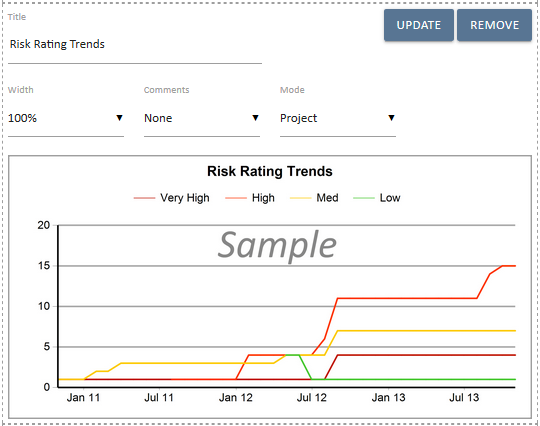 Title
UPDATE REMOVE
Risk Rating Trends
Width Comments Mode
100% None Project
Risk Rating Trends
Very High High Med Low
20
Sample
15
10
5
0
Jan 11 Jul 11 Jan 12 Jul 12 Jan 13 Jul 13